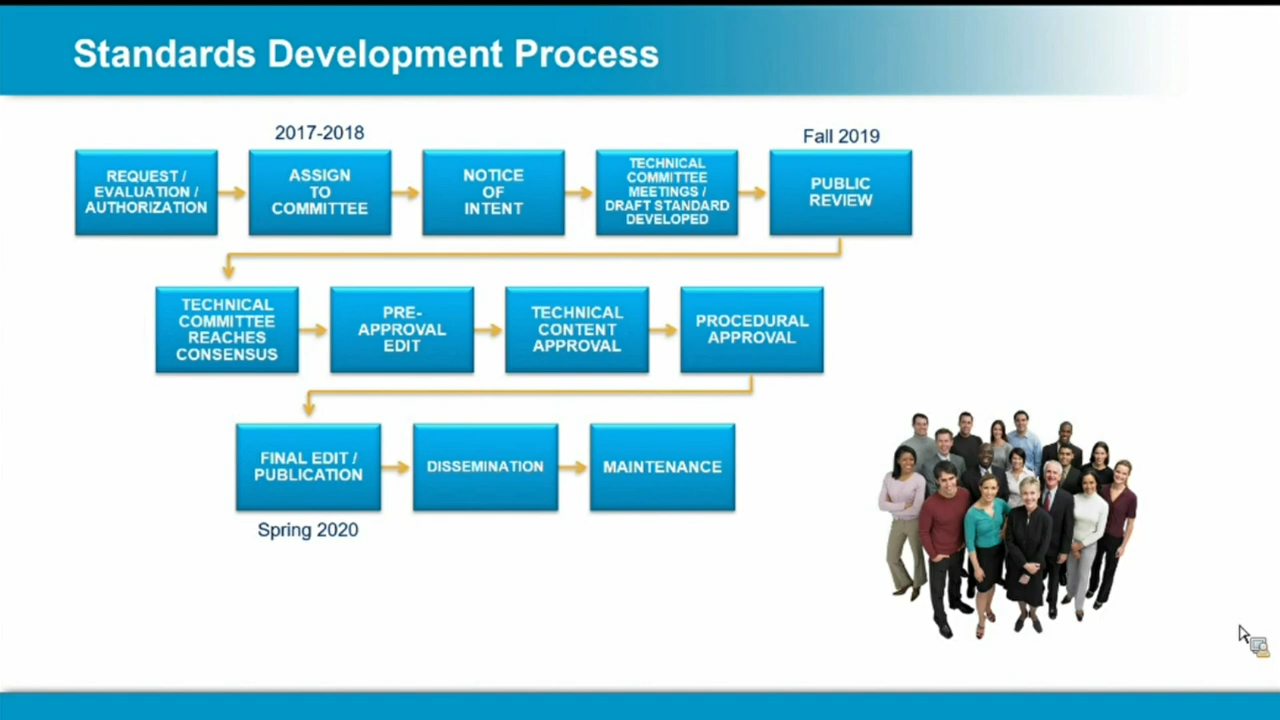 Standards Development Process
2017-2018
Fall 2019
REQUEST /
EVALUATION /
AUTHORIZATION
ASSIGN
TO
COMMITTEE
NOTICE
OF
INTENT
TECHNICAL
COMMITTEE
MEETINGS /
DRAFT STANDARD
DEVELOPED
PUBLIC
REVIEW
TECHNICAL
COMMITTEE
REACHES
CONSENSUS
PRE-
APPROVAL
EDIT
TECHNICAL
CONTENT
APPROVAL
PROCEDURAL
APPROVAL
FINAL EDIT /
PUBLICATION
DISSEMINATION
MAINTENANCE
Spring 2020